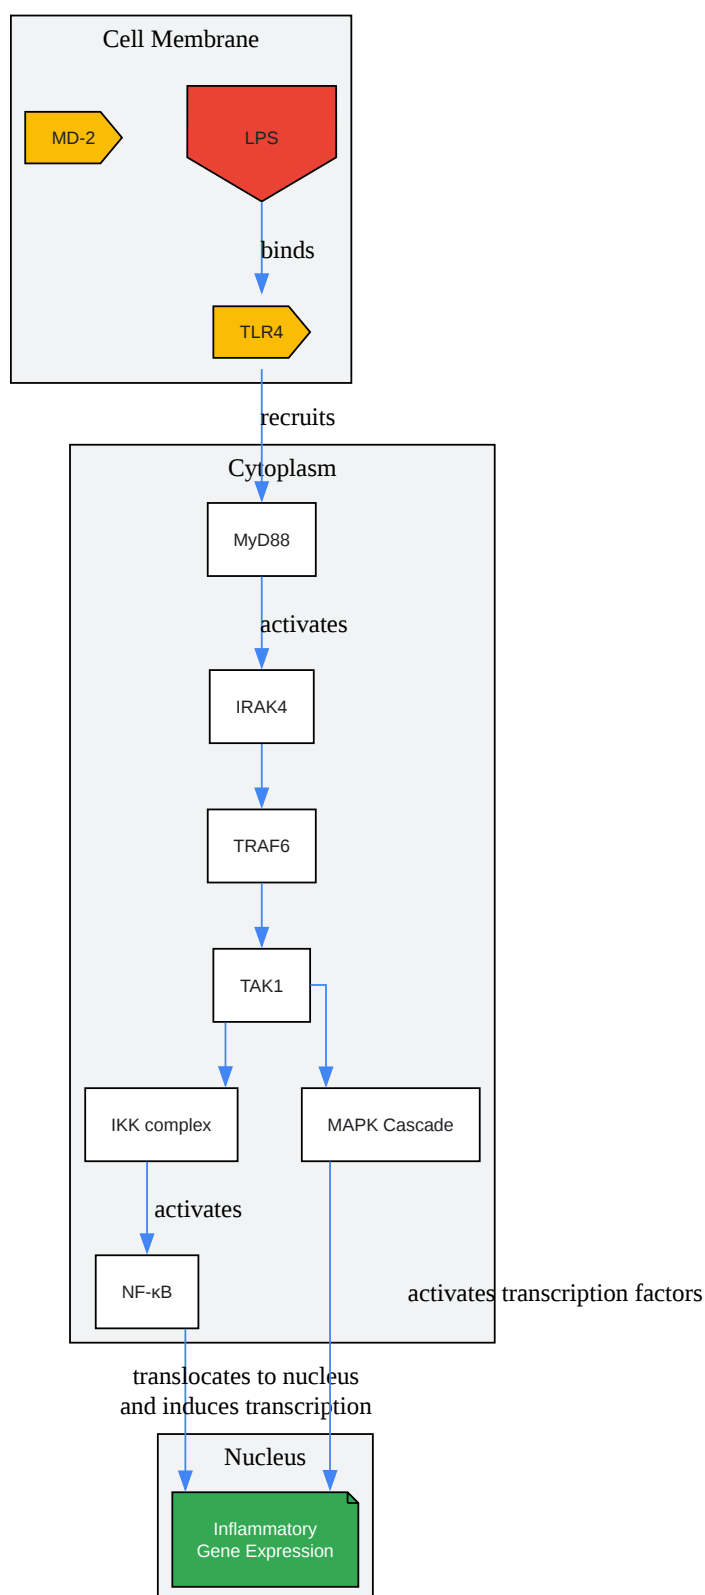 Cell Membrane
MD-2
LPS
binds
TLR4
recruits
Cytoplasm
MyD88
activates
IRAK4
TRAF6
TAK1
IKK complex
MAPK Cascade
activates
NF-κB
activates transcription factors
translocates to nucleus
and induces transcription
Nucleus
Inflammatory
Gene Expression